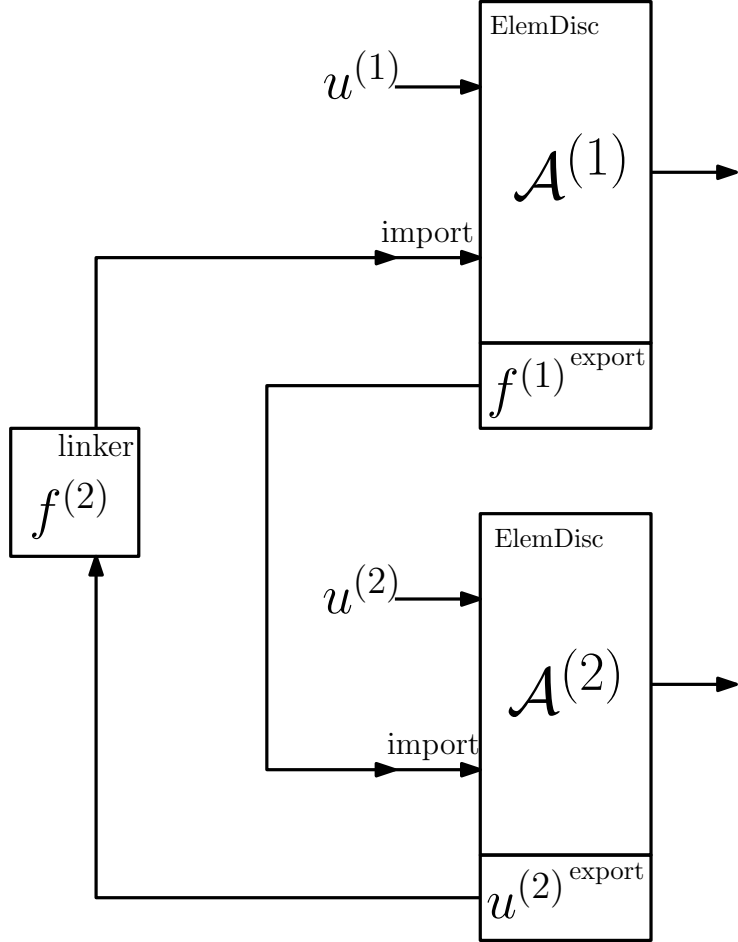 ElemDisc
u^(1)
𝒜^(1)
import
export
f^(1)
linker
f^(2)
ElemDisc
u^(2)
𝒜^(2)
import
export
u^(2)